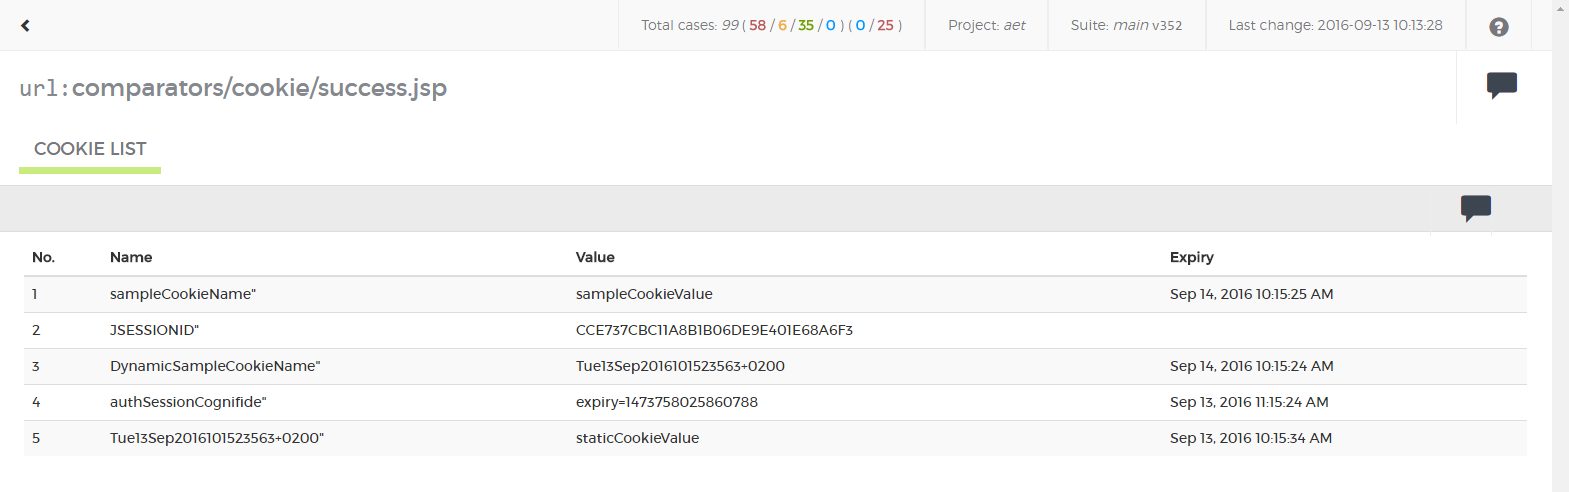 Total cases: 99 ( 58 / 6 / 35 / 0 ) ( 0 / 25 ) Project: aet Suite: main v352 Last change: 2016-09-13 10:13:28 ?
url:comparators/cookie/success.jsp
COOKIE LIST
No. Name Value Expiry
1 sampleCookieName" sampleCookieValue Sep 14, 2016 10:15:25 AM
2 JSESSIONID" CCE737CBC11A8B1B06DE9E401E68A6F3
3 DynamicSampleCookieName" Tue13Sep2016101523563+0200 Sep 14, 2016 10:15:24 AM
4 authSessionCognifide" expiry=1473758025860788 Sep 13, 2016 11:15:24 AM
5 Tue13Sep2016101523563+0200" staticCookieValue Sep 13, 2016 10:15:34 AM